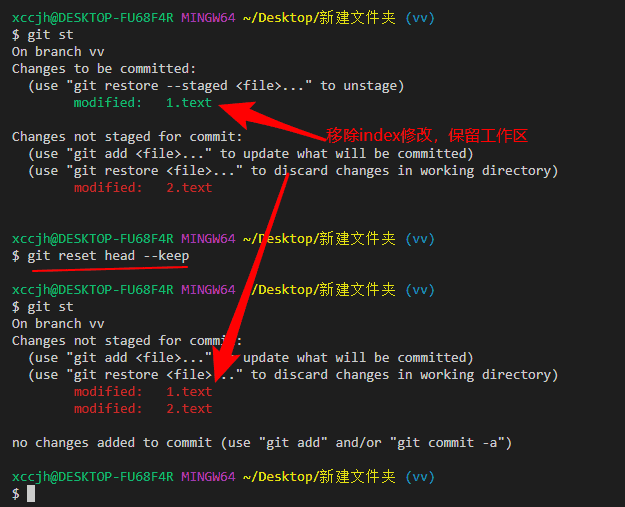 xccjh@DESKTOP-FU68F4R MINGW64 ~/Desktop/新建文件夹 (vv)
$ git st
On branch vv
Changes to be committed:
  (use "git restore --staged <file>..." to unstage)
        modified:   1.text
移除index修改，保留工作区
Changes not staged for commit:
  (use "git add <file>..." to update what will be committed)
  (use "git restore <file>..." to discard changes in working directory)
        modified:   2.text
xccjh@DESKTOP-FU68F4R MINGW64 ~/Desktop/新建文件夹 (vv)
$ git reset head --keep
xccjh@DESKTOP-FU68F4R MINGW64 ~/Desktop/新建文件夹 (vv)
$ git st
On branch vv
Changes not staged for commit:
  (use "git add <file>..." update what will be committed)
  (use "git restore <file>..." to discard changes in working directory)
        modified:   1.text
        modified:   2.text
no changes added to commit (use "git add" and/or "git commit -a")
xccjh@DESKTOP-FU68F4R MINGW64 ~/Desktop/新建文件夹 (vv)
$